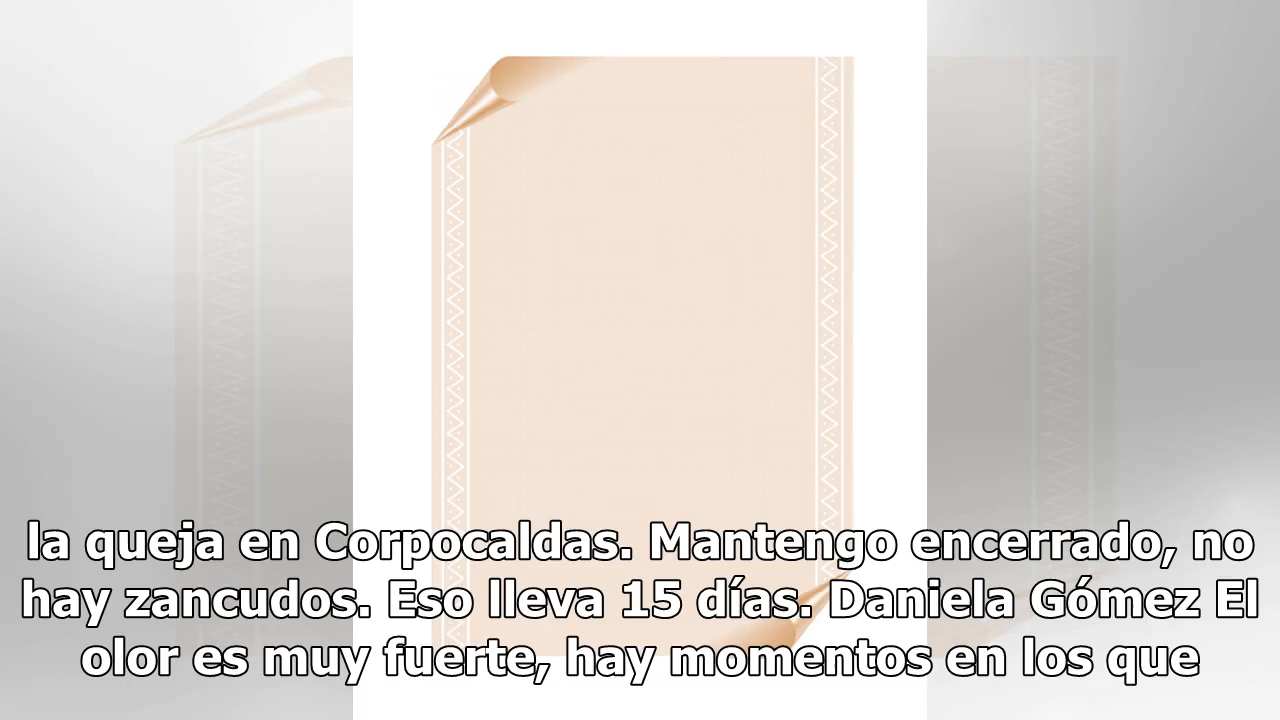 la queja en Corpocaldas. Mantengo encerrado, no
hay zancudos. Eso lleva 15 días. Daniela Gómez El
olor es muy fuerte, hay momentos en los que